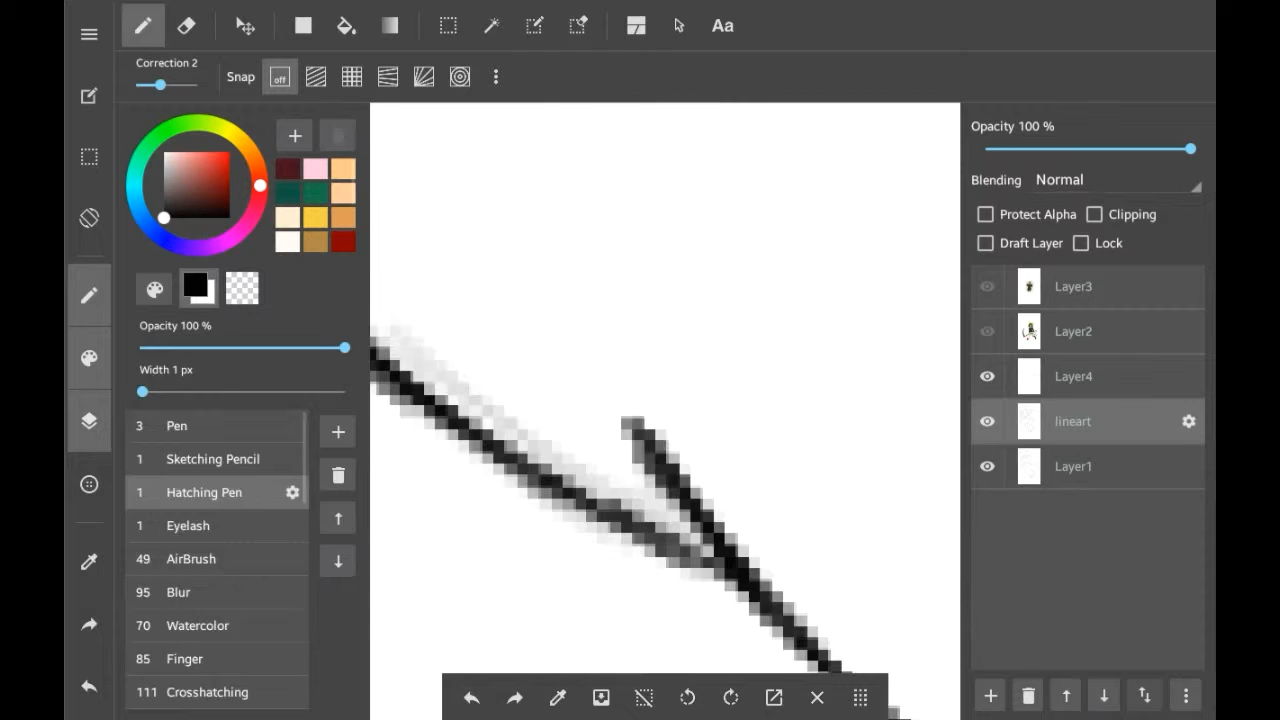 Aa
Correction 2
Snap
off
Opacity 100 %
Width 1 px
3 Pen
1 Sketching Pencil
1 Hatching Pen
1 Eyelash
49 AirBrush
95 Blur
70 Watercolor
85 Finger
111 Crosshatching
Opacity 100 %
Blending Normal
Protect Alpha Clipping
Draft Layer Lock
Layer3
Layer2
Layer4
lineart
Layer1